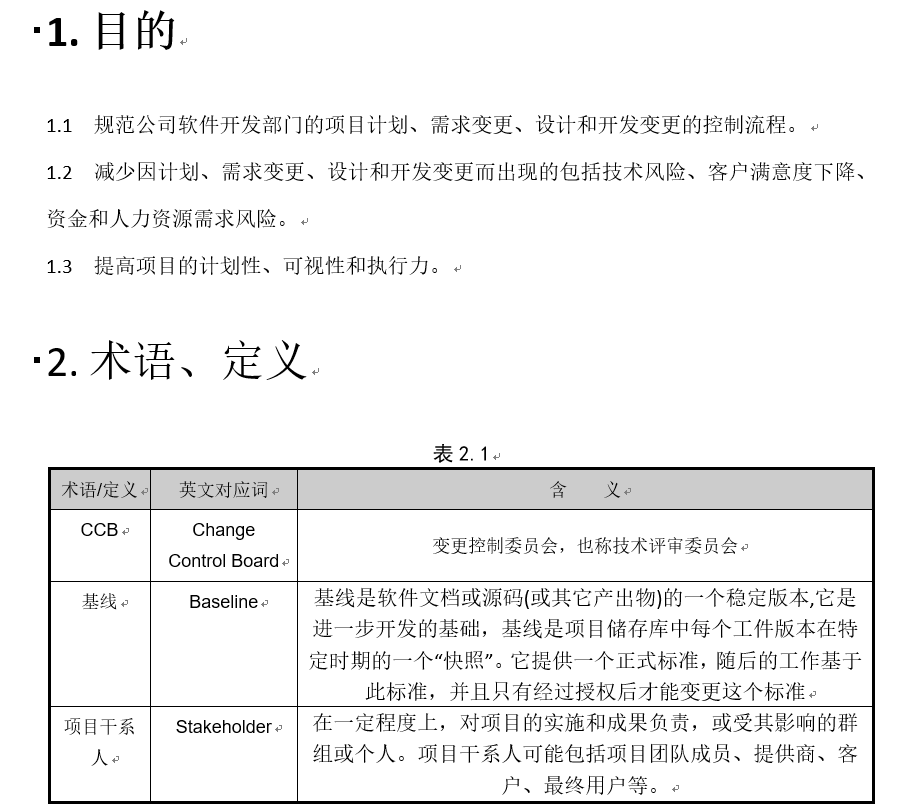 1. 目的
1.1 规范公司软件开发部门的项目计划、需求变更、设计和开发变更的控制流程。
1.2 减少因计划、需求变更、设计和开发变更而出现的包括技术风险、客户满意度下降、
资金和人力资源需求风险。
1.3 提高项目的计划性、可视性和执行力。
2. 术语、定义
表 2.1
术语/定义 英文对应词 含 义
CCB
Change
Control Board
变更控制委员会，也称技术评审委员会
基线
Baseline
基线是软件文档或源码(或其它产出物)的一个稳定版本,它是
进一步开发的基础，基线是项目储存库中每个工件版本在特
定时期的一个“快照”。它提供一个正式标准，随后的工作基于
此标准，并且只有经过授权后才能变更这个标准
项目干系
人
Stakeholder
在一定程度上，对项目的实施和成果负责，或受其影响的群
组或个人。项目干系人可能包括项目团队成员、提供商、客
户、最终用户等。